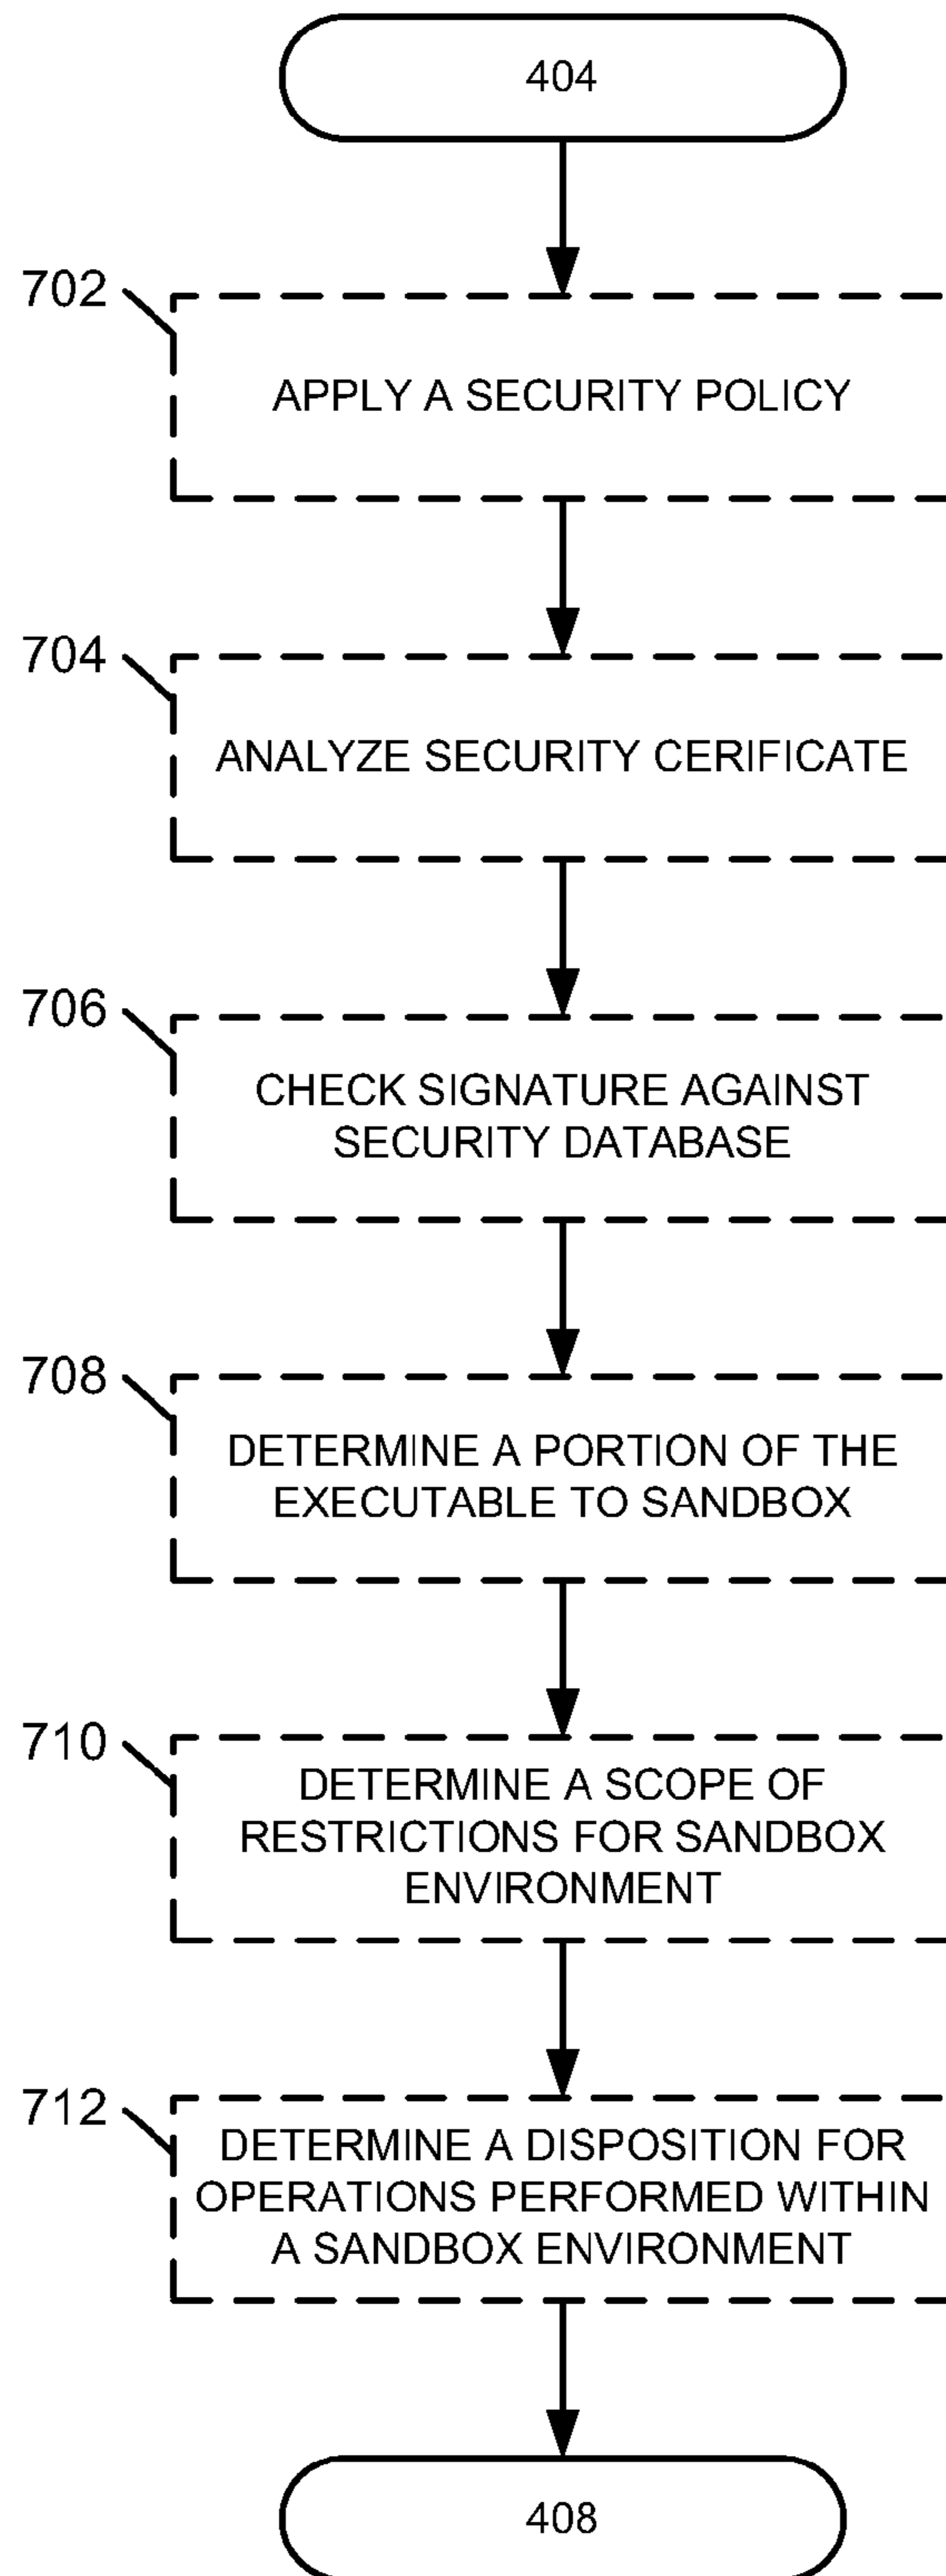 404
702
APPLY A SECURITY POLICY
704
ANALYZE SECURITY CERIFICATE
706
CHECK SIGNATURE AGAINST
SECURITY DATABASE
708
DETERMINE A PORTION OF THE
EXECUTABLE TO SANDBOX
710
DETERMINE A SCOPE OF
RESTRICTIONS FOR SANDBOX
ENVIRONMENT
712
DETERMINE A DISPOSITION FOR
OPERATIONS PERFORMED WITHIN
A SANDBOX ENVIRONMENT
408